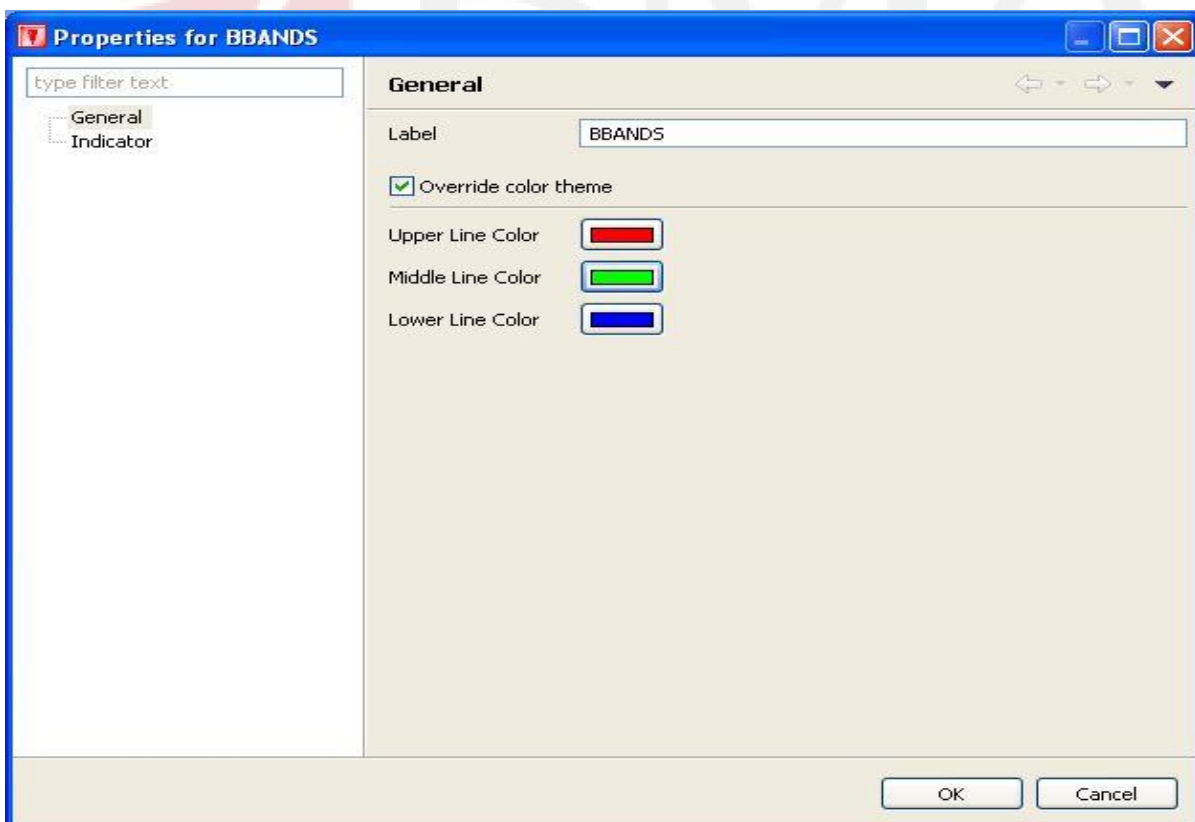 Properties for BBANDS
type filter text
General
Indicator
General
Label BBANDS
Override color theme
Upper Line Color
Middle Line Color
Lower Line Color
OK Cancel